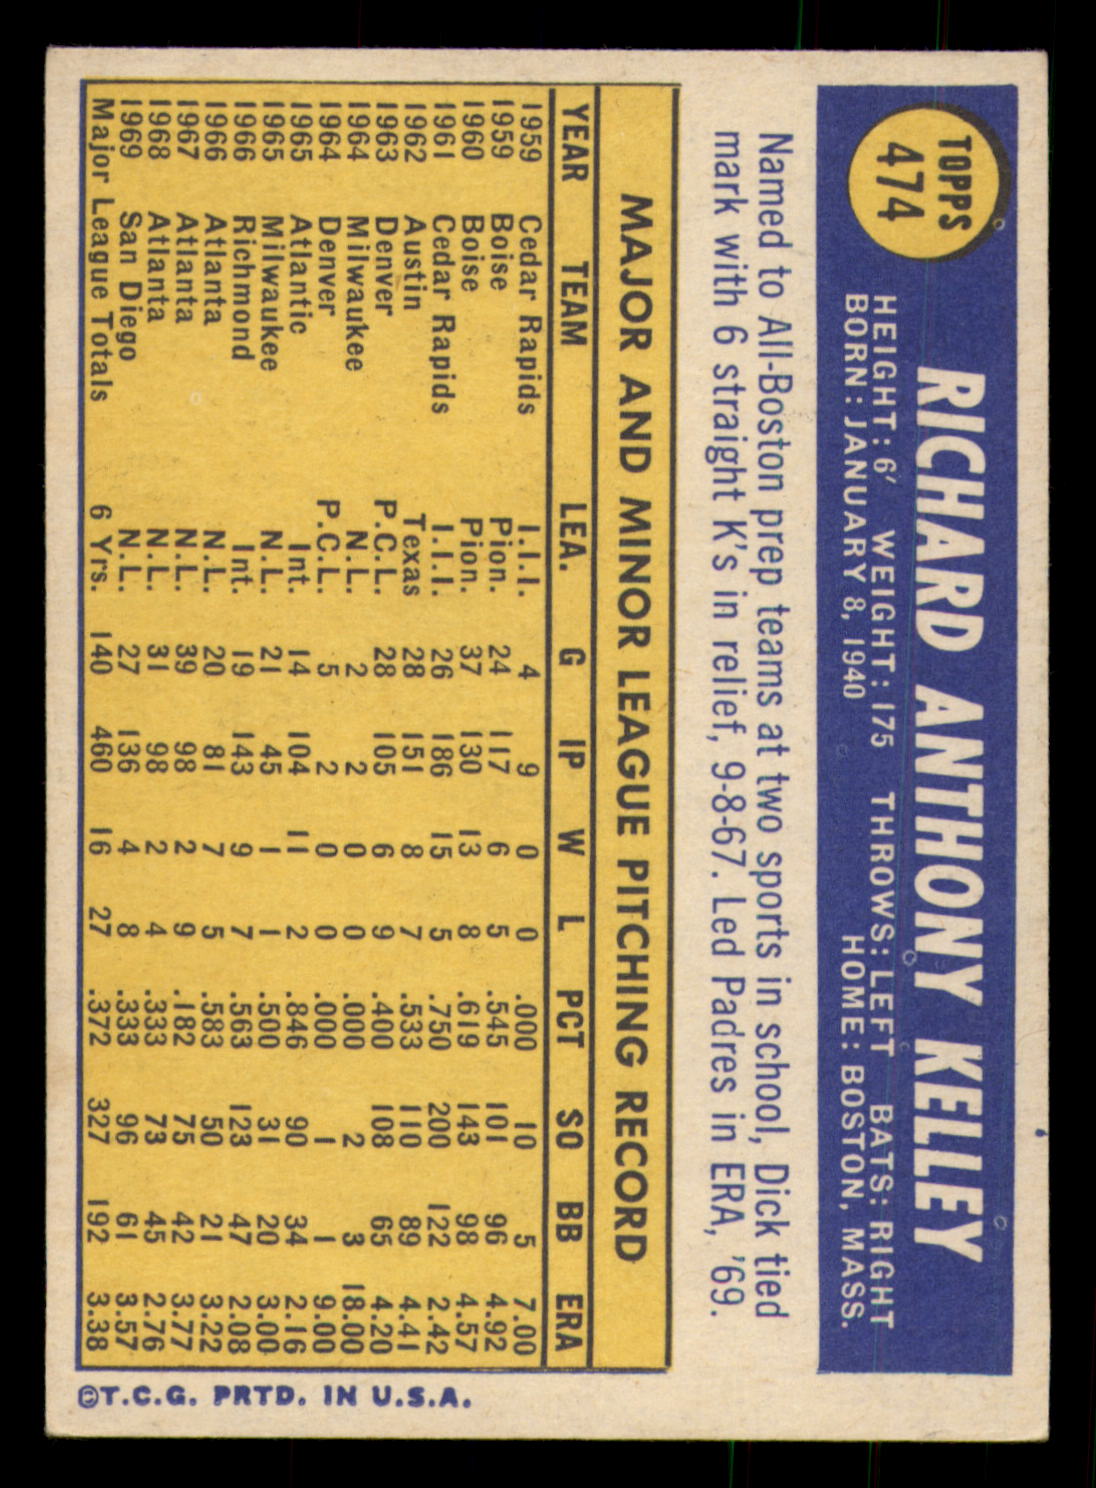 TOPPS
474
RICHARD ANTHONY KELLY
HEIGHT: 6' WEIGHT: 175 THROWS: LEFT BATS: RIGHT
BORN: JANUARY 8, 1940 HOME: BOSTON, MASS.
Named to All-Boston prep teams at two sports in school, Dick tied
mark with 6 straight K's in relief, 9-8-67. Led Padres in ERA, '69.
MAJOR AND MINOR LEAGUE PITCHING RECORD
YEAR TEAM LEA. G IP W L PCT SO BB ERA
1959 Cedar Rapids I.I.I. 4 9 0 0 .000 10 5 7.00
1959 Boise Pion. 24 117 6 5 .545 101 96 4.92
1960 Boise Pion. 37 130 13 8 .619 143 98 4.57
1961 Cedar Rapids I.I.I. 26 186 15 5 .750 200 122 2.42
1962 Austin Texas 28 151 8 7 .533 110 89 4.41
1963 Denver P.C.L. 28 105 6 9 .400 108 65 4.20
1964 Milwaukee N.L. 2 2 0 0 .000 2 3 18.00
1964 Denver P.C.L. 5 2 0 0 .000 1 1 9.00
1965 Atlantic Int. 14 104 11 2 .846 90 34 2.16
1965 Milwaukee N.L. 21 45 1 1 .500 31 20 3.00
1966 Richmond Int. 19 143 9 7 .563 123 47 2.08
1966 Atlanta N.L. 20 81 7 5 .583 50 21 3.22
1967 Atlanta N.L. 39 98 2 9 .182 75 42 3.77
1968 Atlanta N.L. 31 98 2 4 .333 73 45 2.76
1969 San Diego N.L. 27 136 4 8 .333 96 61 3.57
Major League Totals 6 Yrs. 140 460 16 27 .372 327 192 3.38
©T.C.G. PRTD. IN U.S.A.